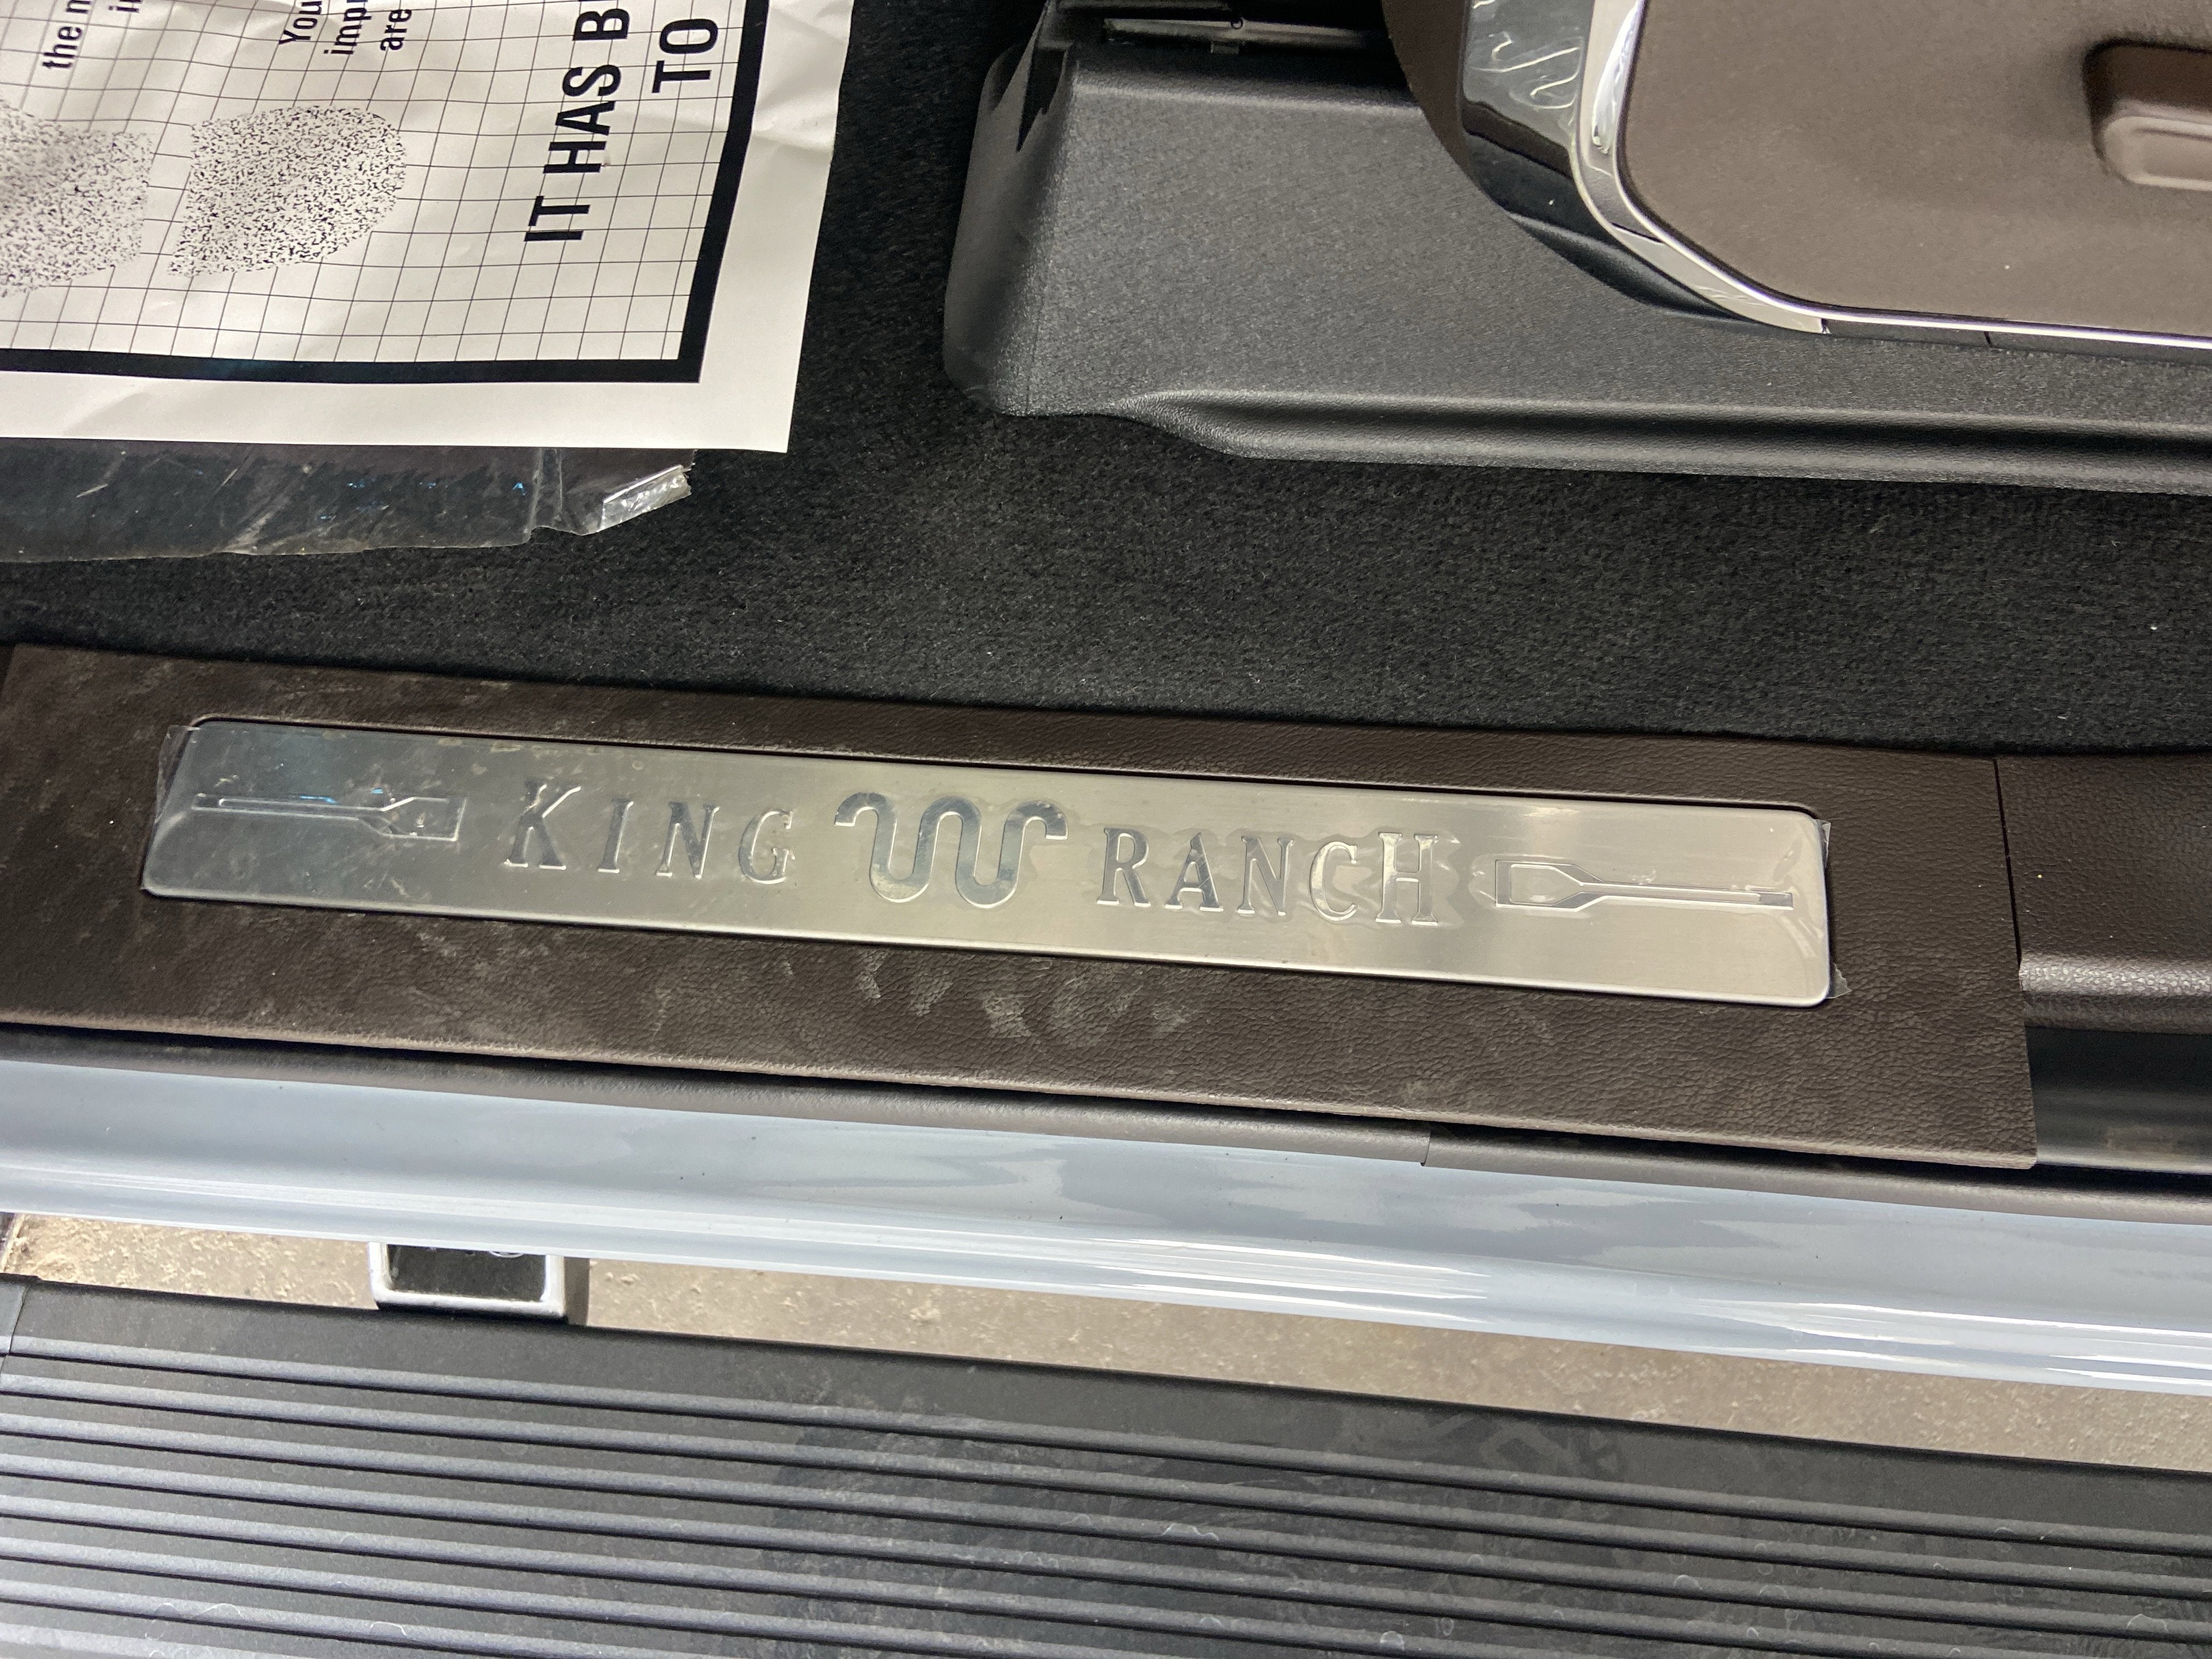 the n
i
You
imp
are
IT HAS B
TO
KING RANCH